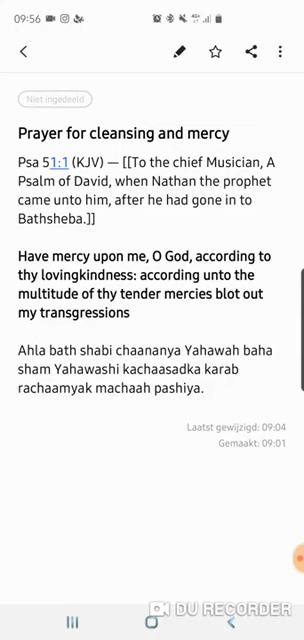 09:56
Niet ingedeeld
Prayer for cleansing and mercy
Psa 51:1 (KJV) — [[To the chief Musician, A
Psalm of David, when Nathan the prophet
came unto him, after he had gone in to
Bathsheba.]]
Have mercy upon me, O God, according to
thy lovingkindness: according unto the
multitude of thy tender mercies blot out
my transgressions
Ahla bath shabi chaananya Yahawah baha
sham Yahawashi kachaasadka karab
rachaamyak machaah pashiya.
Laatst gewijzigd: 09:04
Gemaakt: 09:01
DU RECORDER